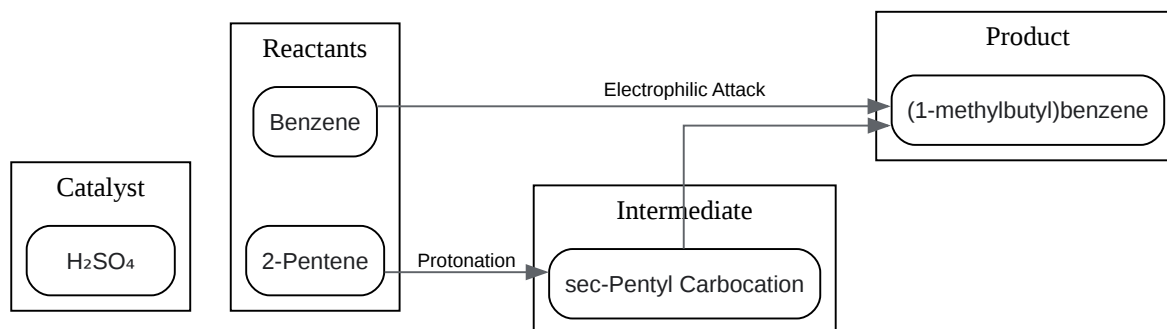 Catalyst
H₂SO₄
Reactants
Benzene
2-Pentene
Electrophilic Attack
Protonation
Intermediate
sec-Pentyl Carbocation
Product
(1-methylbutyl)benzene